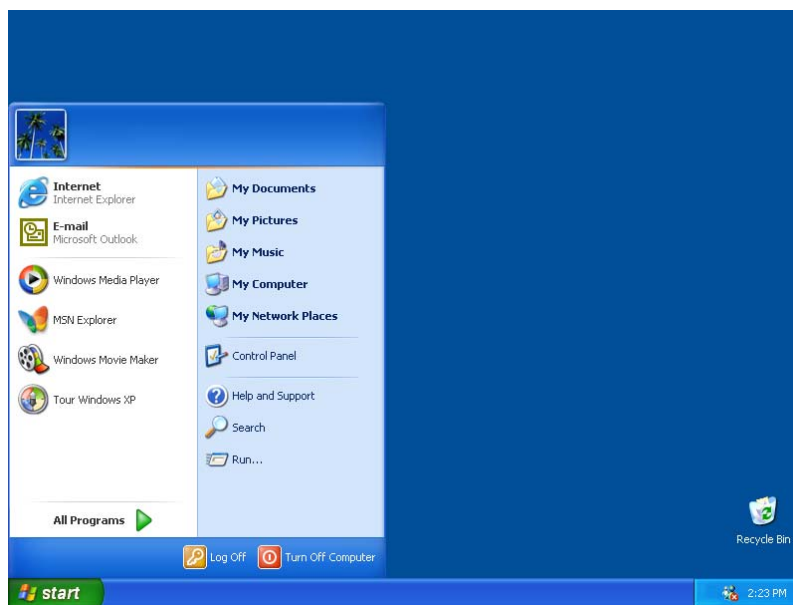 Internet
Internet Explorer
E-mail
Microsoft Outlook
Windows Media Player
MSN Explorer
Windows Movie Maker
Tour Windows XP
All Programs
My Documents
My Pictures
My Music
My Computer
My Network Places
Control Panel
Help and Support
Search
Run...
Log Off
Turn Off Computer
Recycle Bin
start
2:23 PM